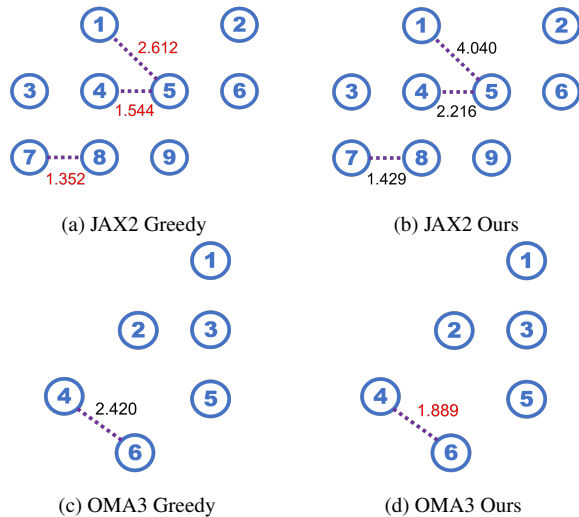 1 2 1 2
2.612 4.040
3 4 5 6 3 4 5 6
1.544 2.216
7 8 9 7 8 9
1.352 1.429
(a) JAX2 Greedy (b) JAX2 Ours
1 1
2 3 2 3
4 2.420 5 4 1.889 5
6 6
(c) OMA3 Greedy (d) OMA3 Ours